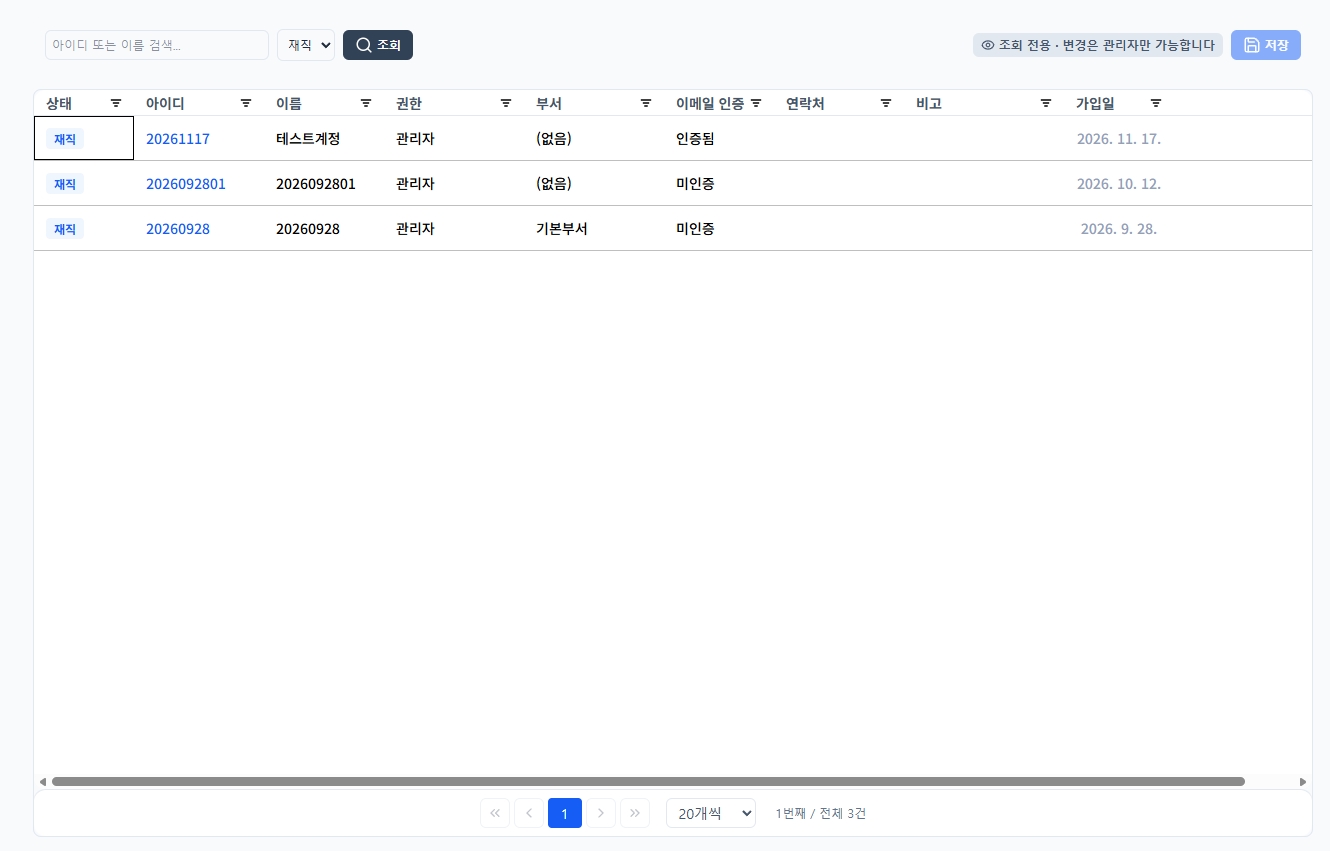 아이디 또는 이름 검색... 재직 조회 조회 전용 · 변경은 관리자만 가능합니다 저장
상태 아이디 이름 권한 부서 이메일 인증 연락처 비고 가입일
재직 20261117 테스트계정 관리자 (없음) 인증됨 2026. 11. 17.
재직 2026092801 2026092801 관리자 (없음) 미인증 2026. 10. 12.
재직 20260928 20260928 관리자 기본부서 미인증 2026. 9. 28.
« ‹ 1 › » 20개씩 1번째 / 전체 3건